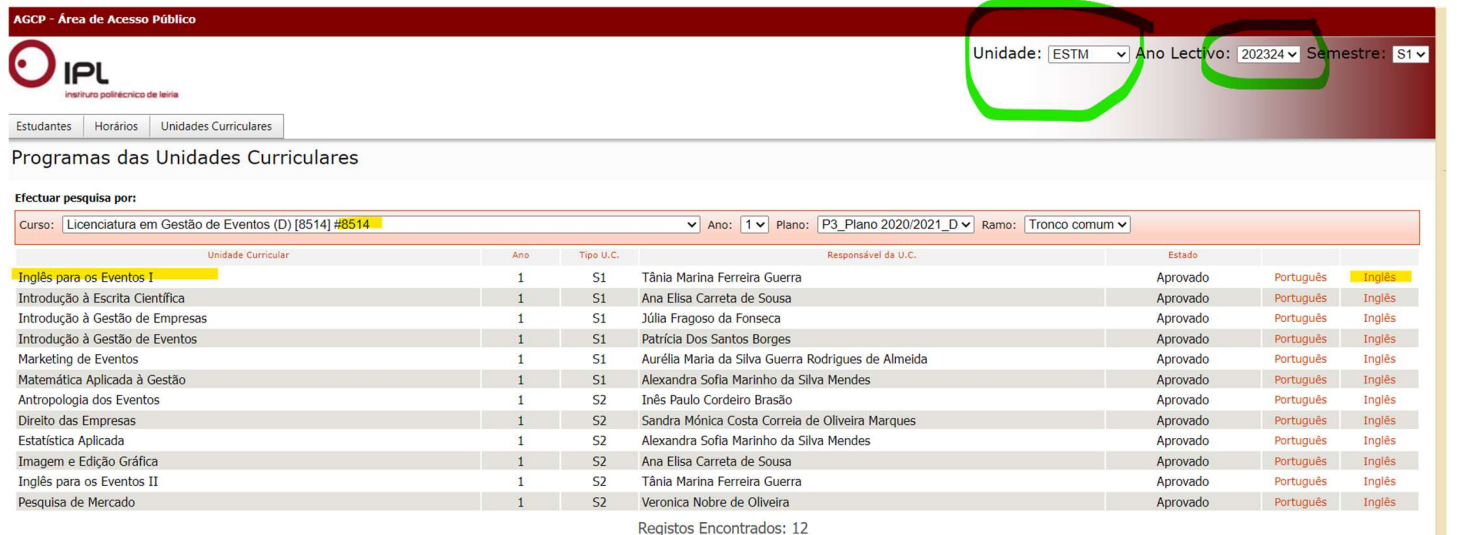 AGCP - Área de Acesso Público
IPL
instituto politécnico de leiria
Unidade: ESTM Ano Lectivo: 202324 Semestre: S1
Estudantes Horários Unidades Curriculares
Programas das Unidades Curriculares
Efectuar pesquisa por:
Curso: Licenciatura em Gestão de Eventos (D) [8514] #8514 Ano: 1 Plano: P3_Plano 2020/2021_D Ramo: Tronco comum
Unidade Curricular Ano Tipo U.C. Responsável da U.C. Estado
Inglês para os Eventos I 1 S1 Tânia Marina Ferreira Guerra Aprovado Português Inglês
Introdução à Escrita Científica 1 S1 Ana Elisa Carreta de Sousa Aprovado Português Inglês
Introdução à Gestão de Empresas 1 S1 Júlia Fragoso da Fonseca Aprovado Português Inglês
Introdução à Gestão de Eventos 1 S1 Patrícia Dos Santos Borges Aprovado Português Inglês
Marketing de Eventos 1 S1 Aurélia Maria da Silva Guerra Rodrigues de Almeida Aprovado Português Inglês
Matemática Aplicada à Gestão 1 S1 Alexandra Sofia Marinho da Silva Mendes Aprovado Português Inglês
Antropologia dos Eventos 1 S2 Inês Paulo Cordeiro Brasão Aprovado Português Inglês
Direito das Empresas 1 S2 Sandra Mónica Costa Correia de Oliveira Marques Aprovado Português Inglês
Estatística Aplicada 1 S2 Alexandra Sofia Marinho da Silva Mendes Aprovado Português Inglês
Imagem e Edição Gráfica 1 S2 Ana Elisa Carreta de Sousa Aprovado Português Inglês
Inglês para os Eventos II 1 S2 Tânia Marina Ferreira Guerra Aprovado Português Inglês
Pesquisa de Mercado 1 S2 Veronica Nobre de Oliveira Aprovado Português Inglês
Registos Encontrados: 12